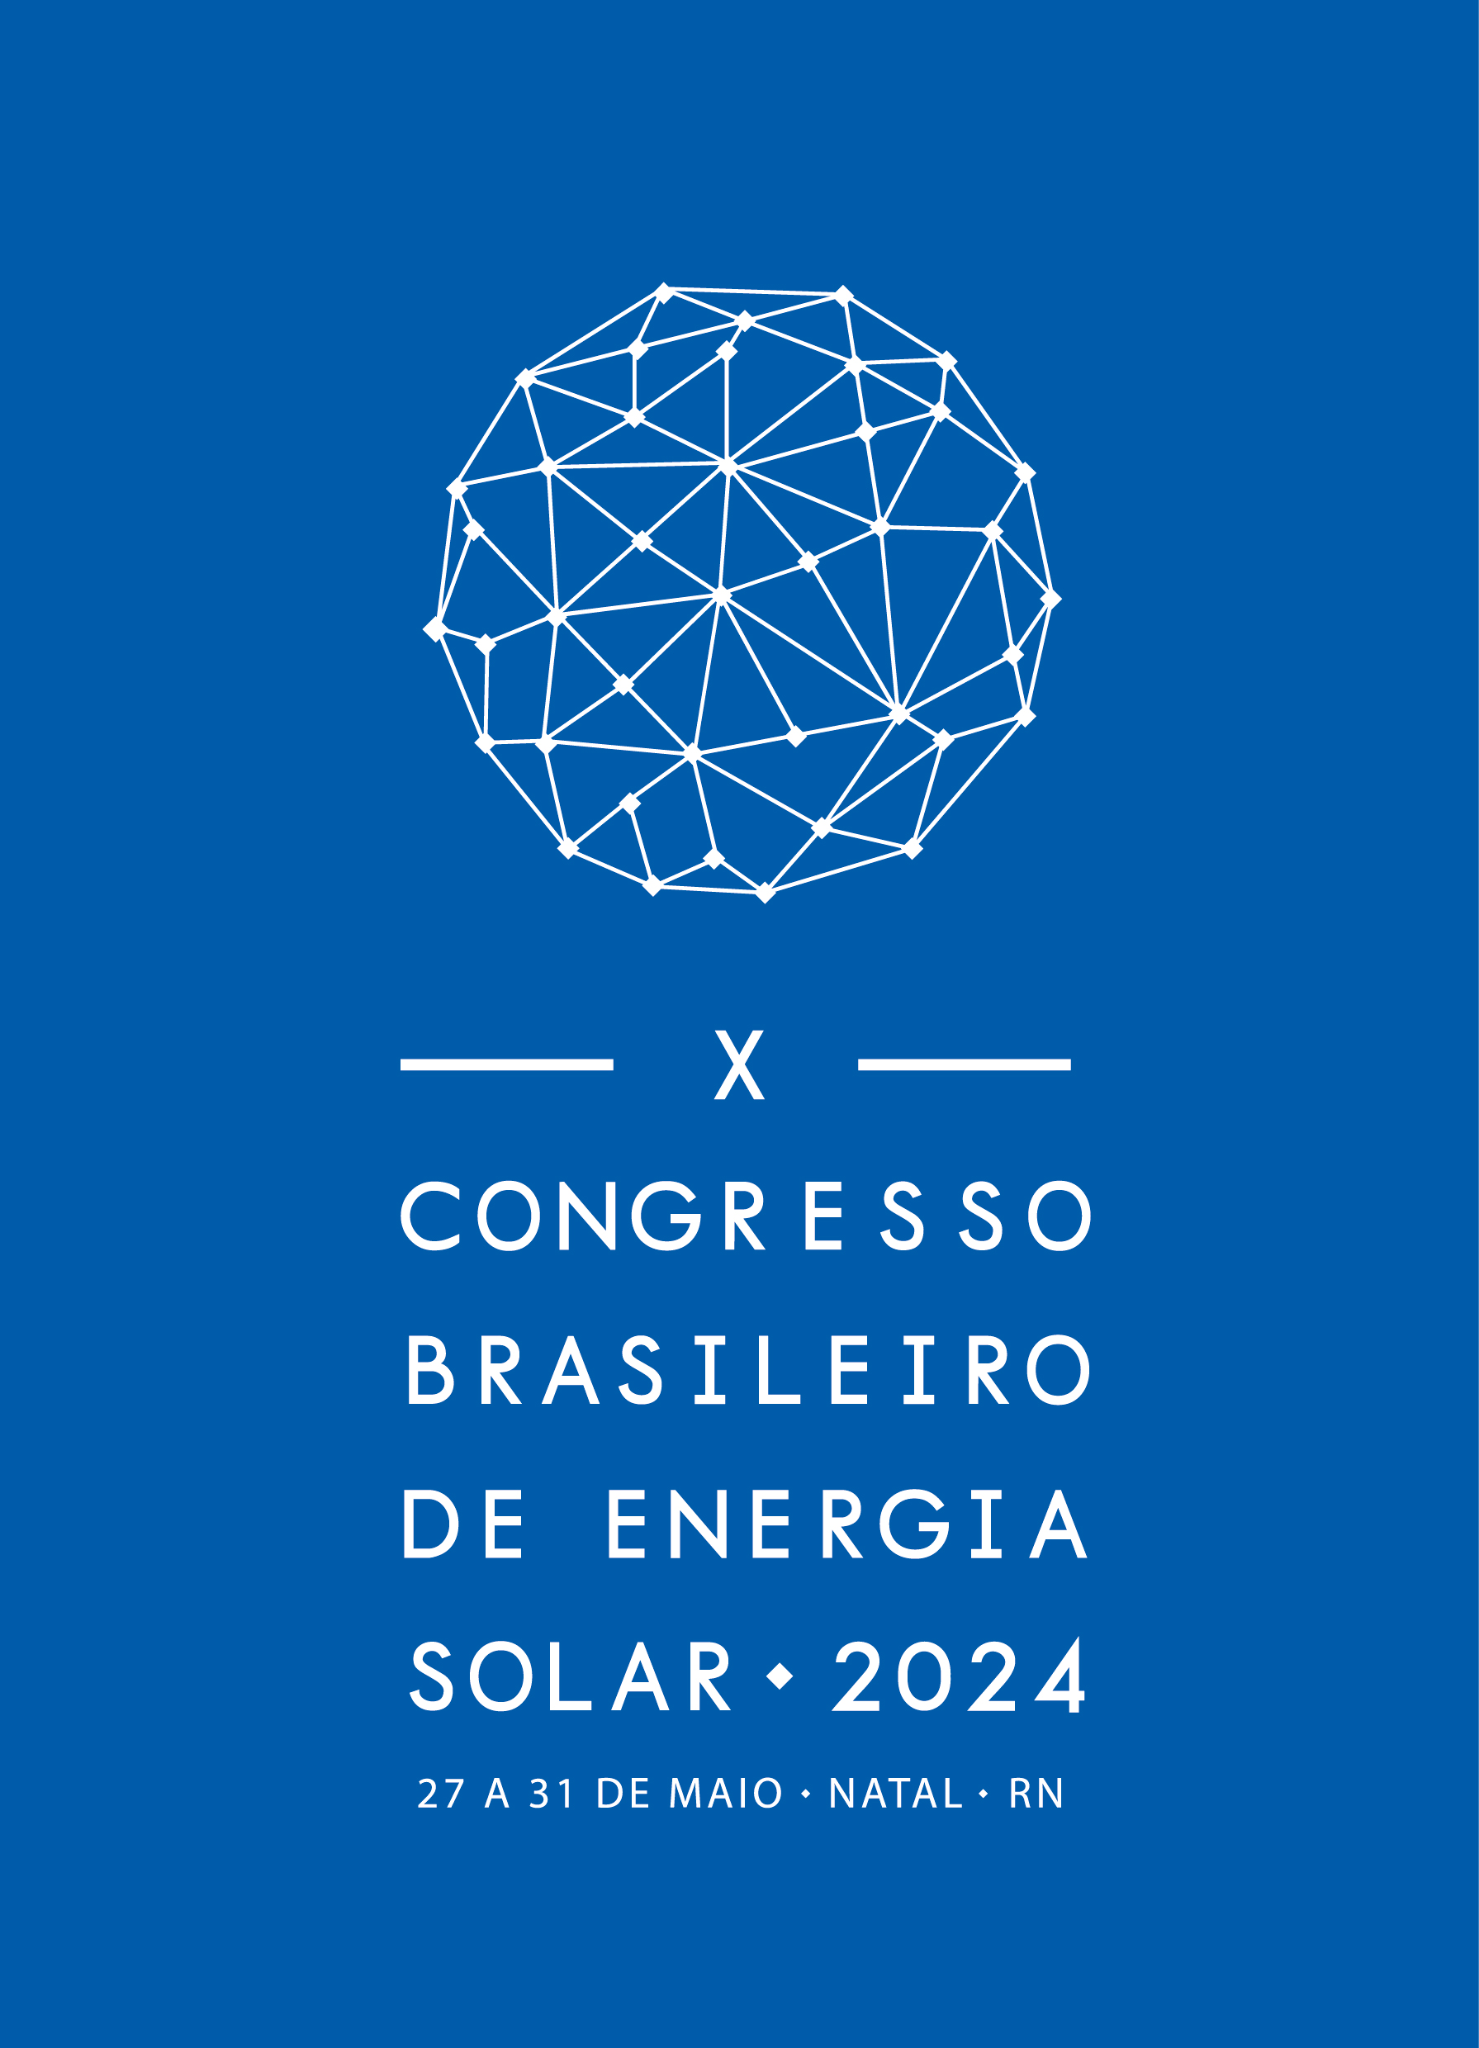 X
CONGRESSO
BRASILEIRO
DE ENERGIA
SOLAR ◆ 2024
27 A 31 DE MAIO ◆ NATAL ◆ RN